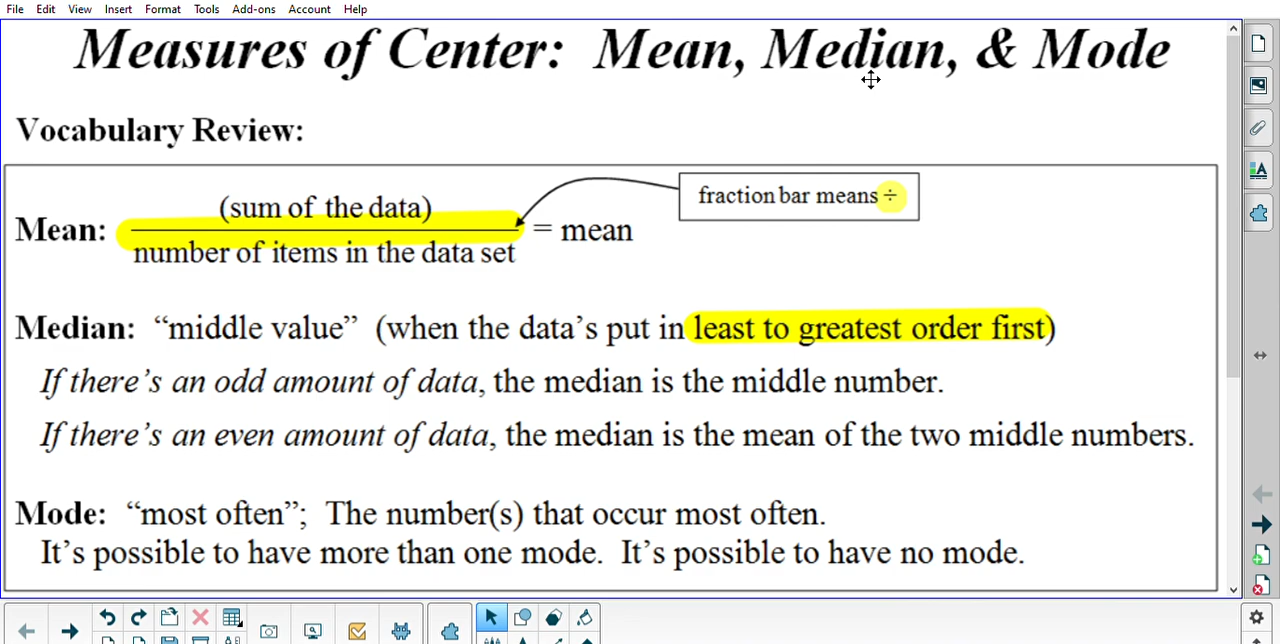 File Edit View Insert Format Tools Add-ons Account Help
Measures of Center: Mean, Median, & Mode
Vocabulary Review:
fraction bar means ÷
(sum of the data)
Mean: = mean
number of items in the data set
Median: “middle value” (when the data’s put in least to greatest order first)
If there’s an odd amount of data, the median is the middle number.
If there’s an even amount of data, the median is the mean of the two middle numbers.
Mode: “most often”; The number(s) that occur most often.
It’s possible to have more than one mode. It’s possible to have no mode.